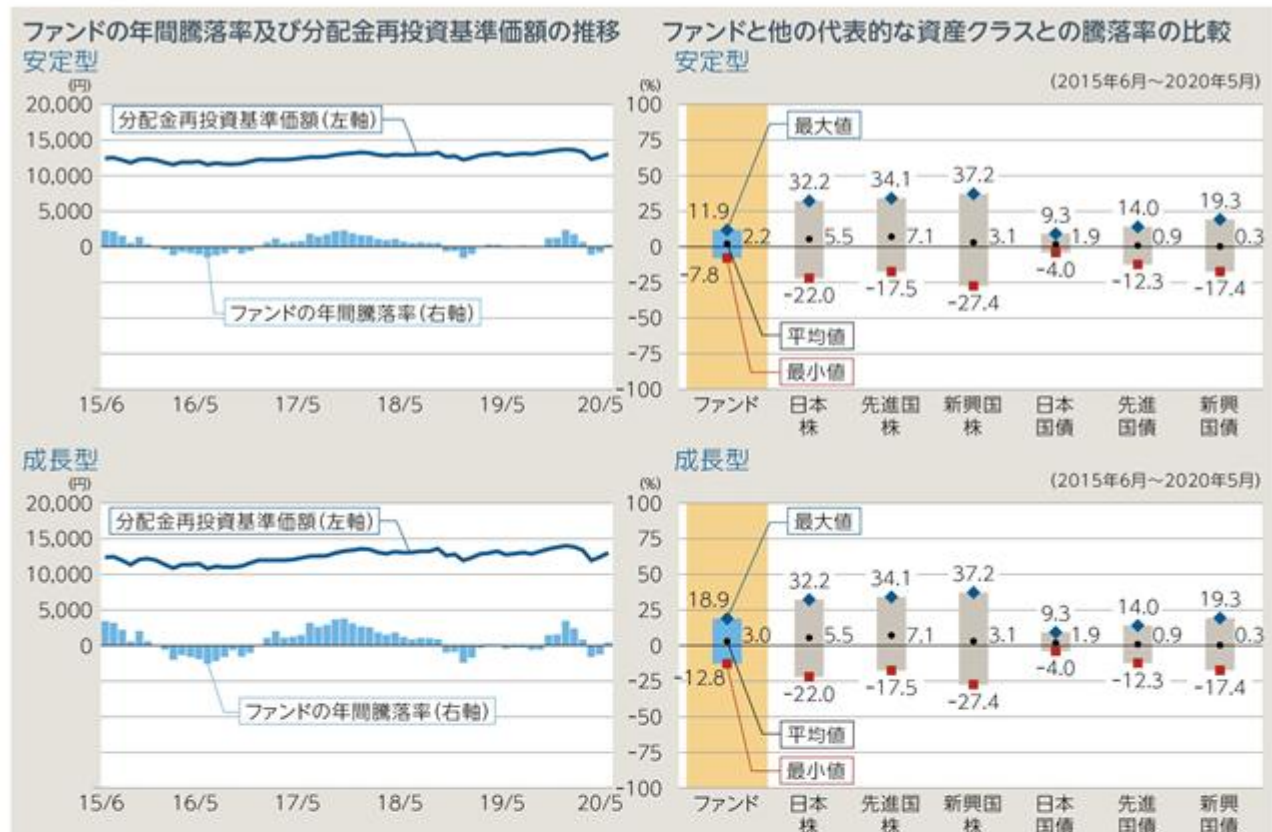 ファンドの年間騰落率及び分配金再投資基準価額の推移
安定型
(円)
(%)
20,000
15,000
10,000
5,000
0
分配金再投資基準価額(左軸)
ファンドの年間騰落率(右軸)
15/6 16/5 17/5 18/5 19/5 20/5
ファンドと他の代表的な資産クラスとの騰落率の比較
安定型
(2015年6月~2020年5月)
100
75
50
25
0
-25
-50
-75
-100
最大値
平均値
最小値
11.9 32.2 34.1 37.2 9.3 14.0 19.3
2.2 5.5 7.1 3.1 1.9 0.9 0.3
-7.8 -22.0 -17.5 -27.4 -4.0 -12.3 -17.4
ファンド 日本 先進国 新興国 日本 先進 新興
株 株 株 国債 国債 国債
成長型
(円)
(%)
20,000
15,000
10,000
5,000
0
分配金再投資基準価額(左軸)
ファンドの年間騰落率(右軸)
15/6 16/5 17/5 18/5 19/5 20/5
成長型
(2015年6月~2020年5月)
100
75
50
25
0
-25
-50
-75
-100
最大値
平均値
最小値
18.9 32.2 34.1 37.2 9.3 14.0 19.3
3.0 5.5 7.1 3.1 1.9 0.9 0.3
-12.8 -22.0 -17.5 -27.4 -4.0 -12.3 -17.4
ファンド 日本 先進国 新興国 日本 先進 新興
株 株 株 国債 国債 国債